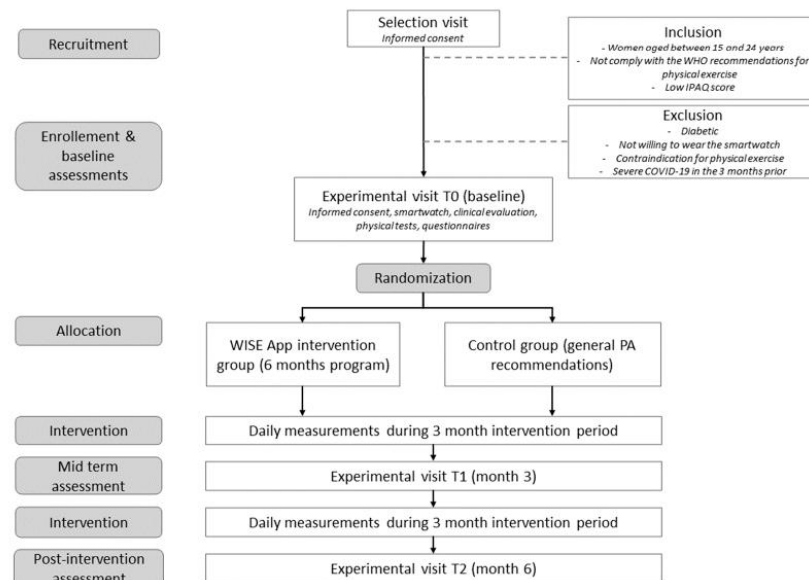 Recruitment
Selection visit
Informed consent
Inclusion
- Women aged between 15 and 24 years
- Not comply with the WHO recommendations for
physical exercise
- Low IPAQ score
Enrollement &
baseline
assessments
Exclusion
- Diabetic
- Not willing to wear the smartwatch
- Contraindication for physical exercise
- Severe COVID-19 in the 3 months prior
Experimental visit T0 (baseline)
Informed consent, smartwatch, clinical evaluation,
physical tests, questionnaires
Randomization
Allocation
WISE App intervention
group (6 months program)
Control group (general PA
recommendations)
Intervention
Daily measurements during 3 month intervention period
Mid term
assessment
Experimental visit T1 (month 3)
Intervention
Daily measurements during 3 month intervention period
Post-intervention
assessment
Experimental visit T2 (month 6)